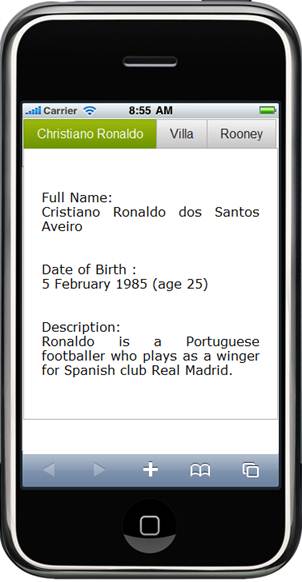 Carrier 8:55 AM
Christiano Ronaldo Villa Rooney
Full Name:
Cristiano Ronaldo dos Santos
Aveiro
Date of Birth :
5 February 1985 (age 25)
Description:
Ronaldo is a Portuguese
footballer who plays as a winger
for Spanish club Real Madrid.